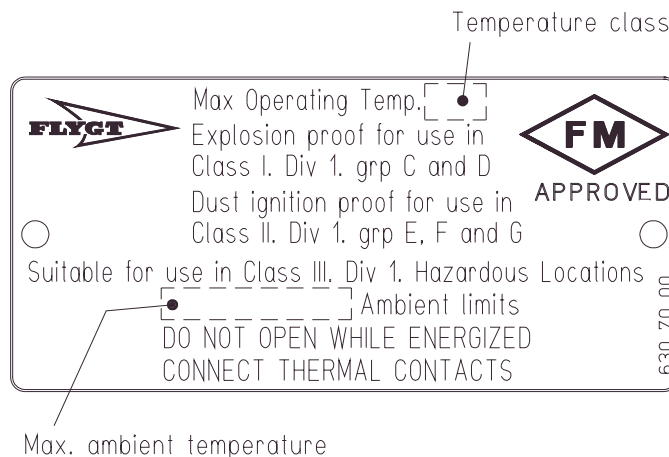 Temperature class
Max Operating Temp.
FLYGT
Explosion proof for use in
Class I. Div 1. grp C and D
FM
APPROVED
Dust ignition proof for use in
Class II. Div 1. grp E, F and G
Suitable for use in Class III. Div 1. Hazardous Locations
Ambient limits
DO NOT OPEN WHILE ENERGIZED
CONNECT THERMAL CONTACTS
630 70 00
Max. ambient temperature